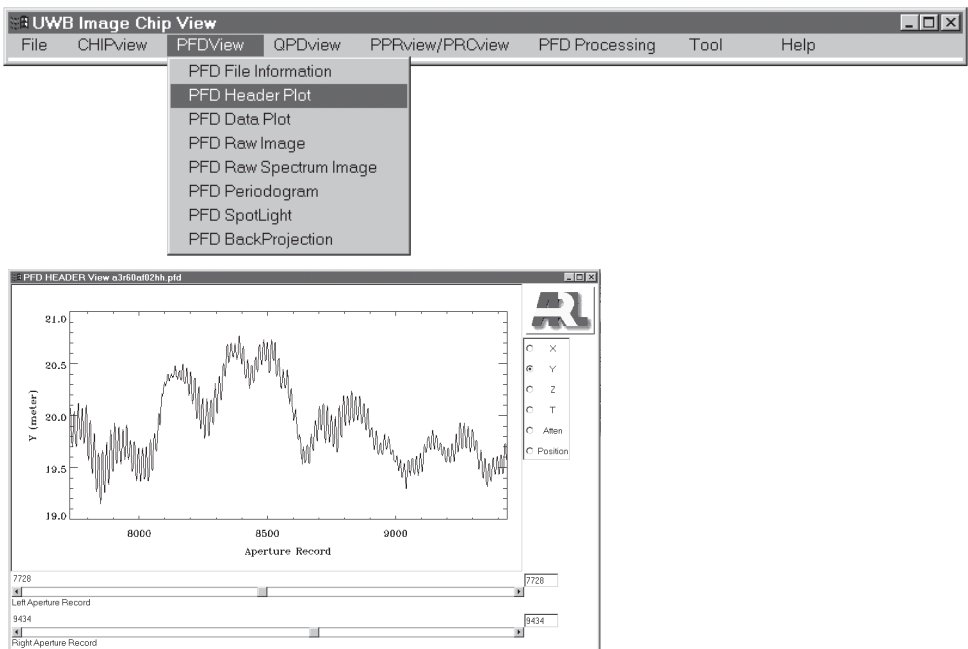 UWB Image Chip View
File CHIPview PFDView QPDview PPRview/PRCview PFD Processing Tool Help
PFD File Information
PFD Header Plot
PFD Data Plot
PFD Raw Image
PFD Raw Spectrum Image
PFD Periodogram
PFD SpotLight
PFD BackProjection
PFD HEADER View a3r60af02hh.pfd
ARL
X
Y
Z
T
Atten
Position
21.0
20.5
20.0
19.5
19.0
Y (meter)
8000 8500 9000
Aperture Record
7728 7728
Left Aperture Record
9434 9434
Right Aperture Record